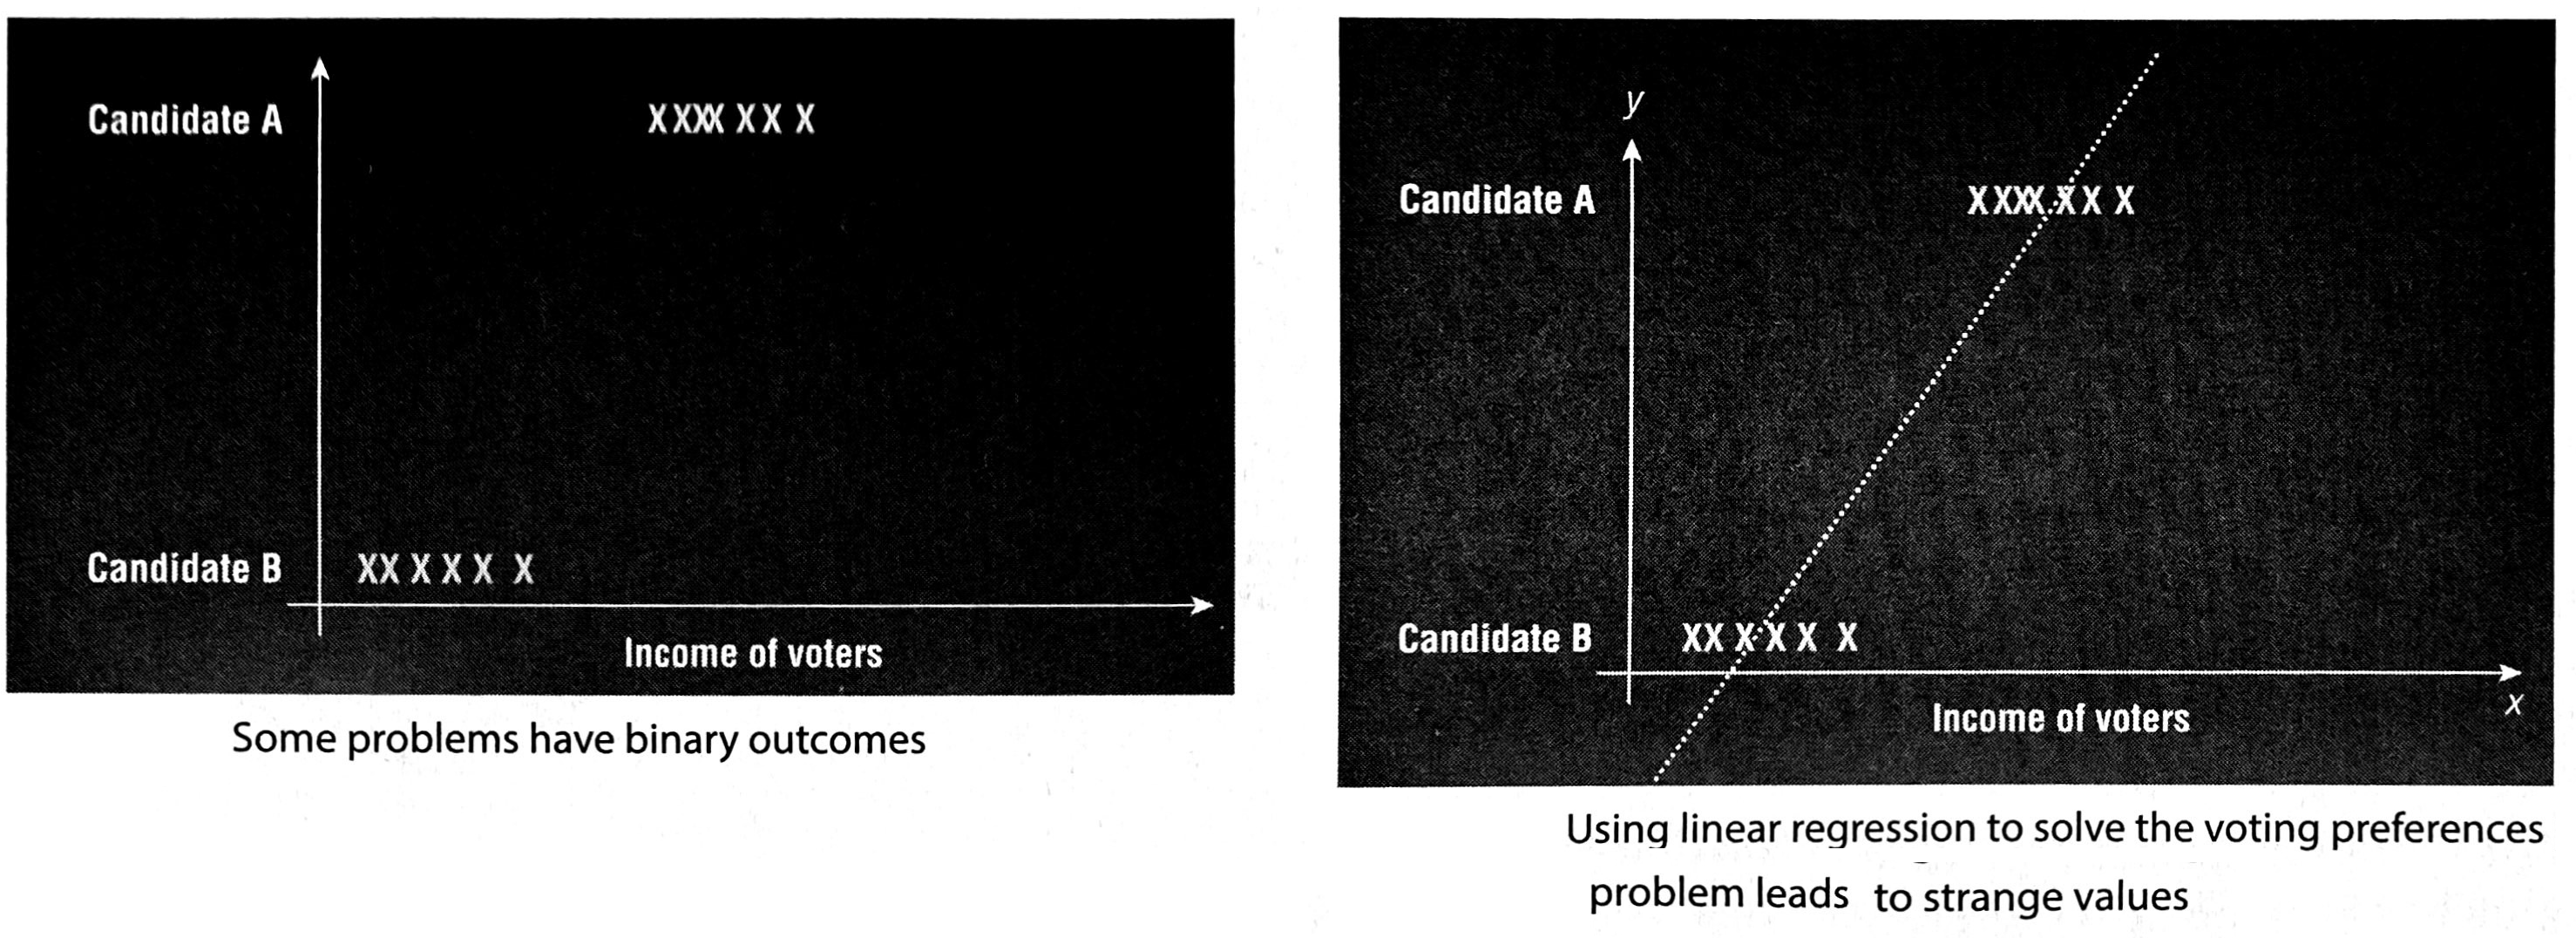 Candidate A
XXXX XX X
Candidate B
XX X X X X
Income of voters
Some problems have binary outcomes
y
Candidate A
XXXX XX X
Candidate B
XX X X X X
Income of voters
x
Using linear regression to solve the voting preferences
problem leads to strange values